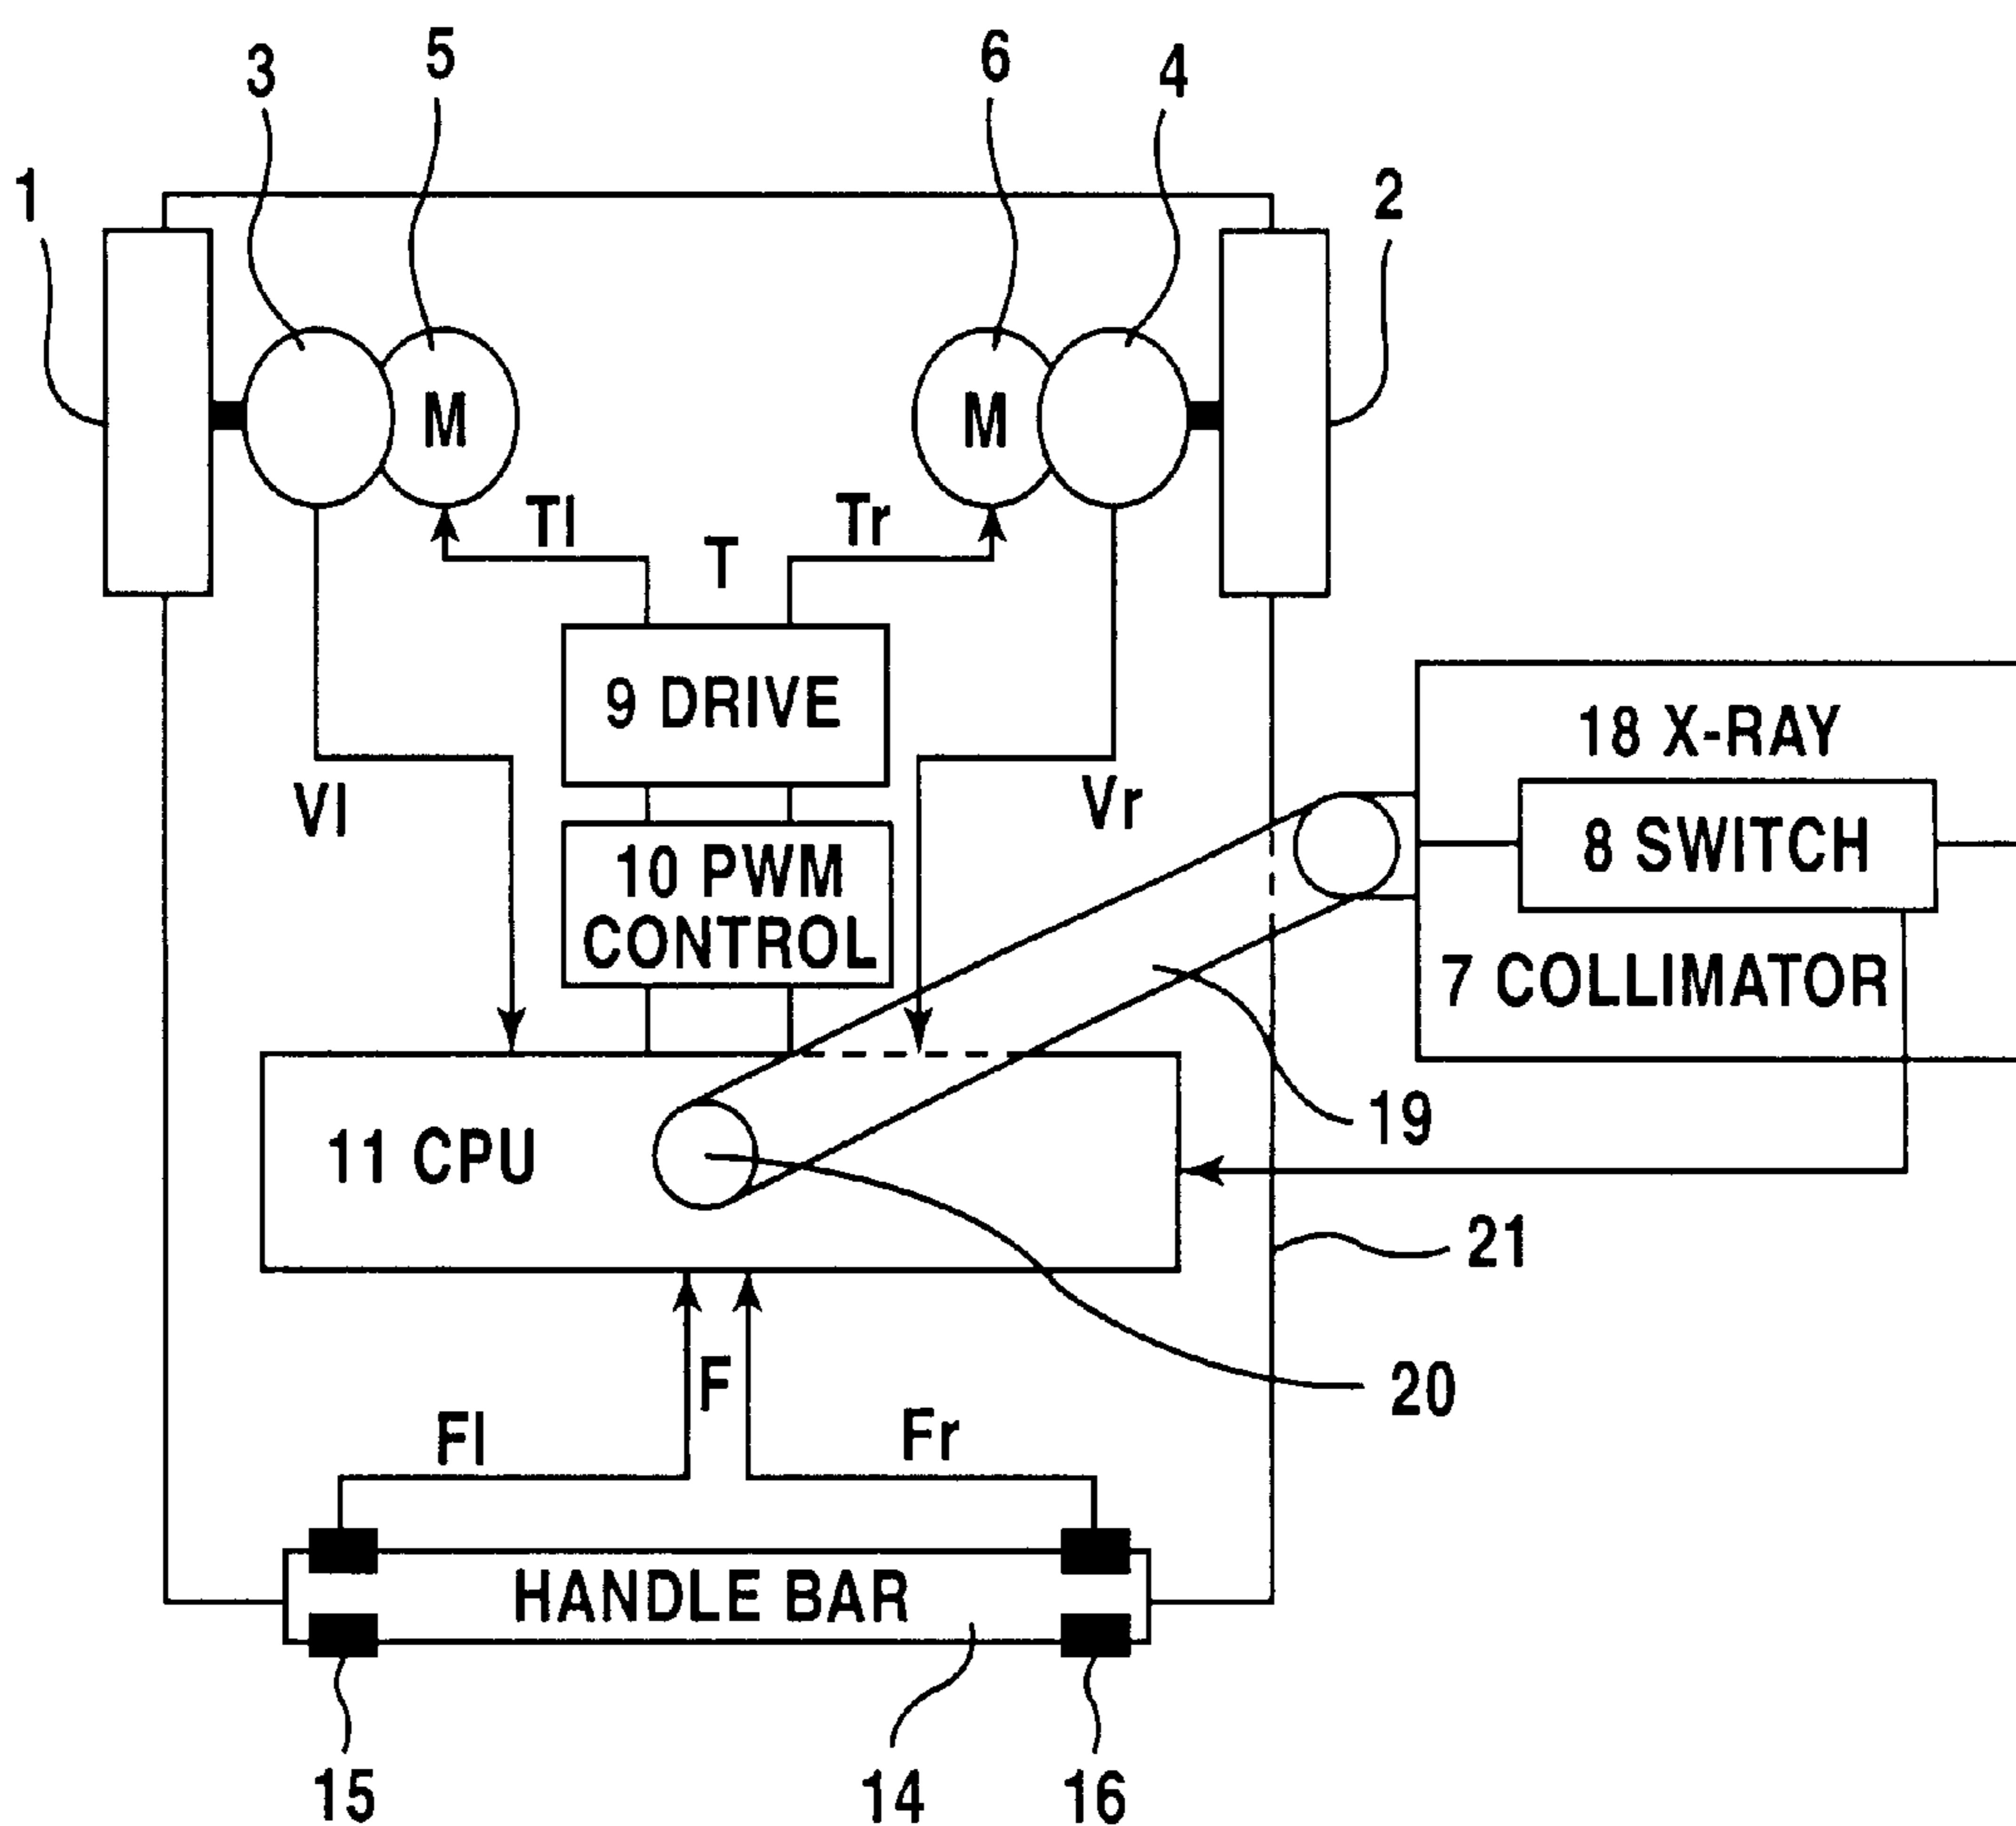 3
5
6
4
1
2
M
M
Tl
T
Tr
9 DRIVE
18 X-RAY
Vl
Vr
8 SWITCH
10 PWM
CONTROL
7 COLLIMATOR
19
11 CPU
21
20
F
Fl
Fr
HANDLE BAR
15
14
16